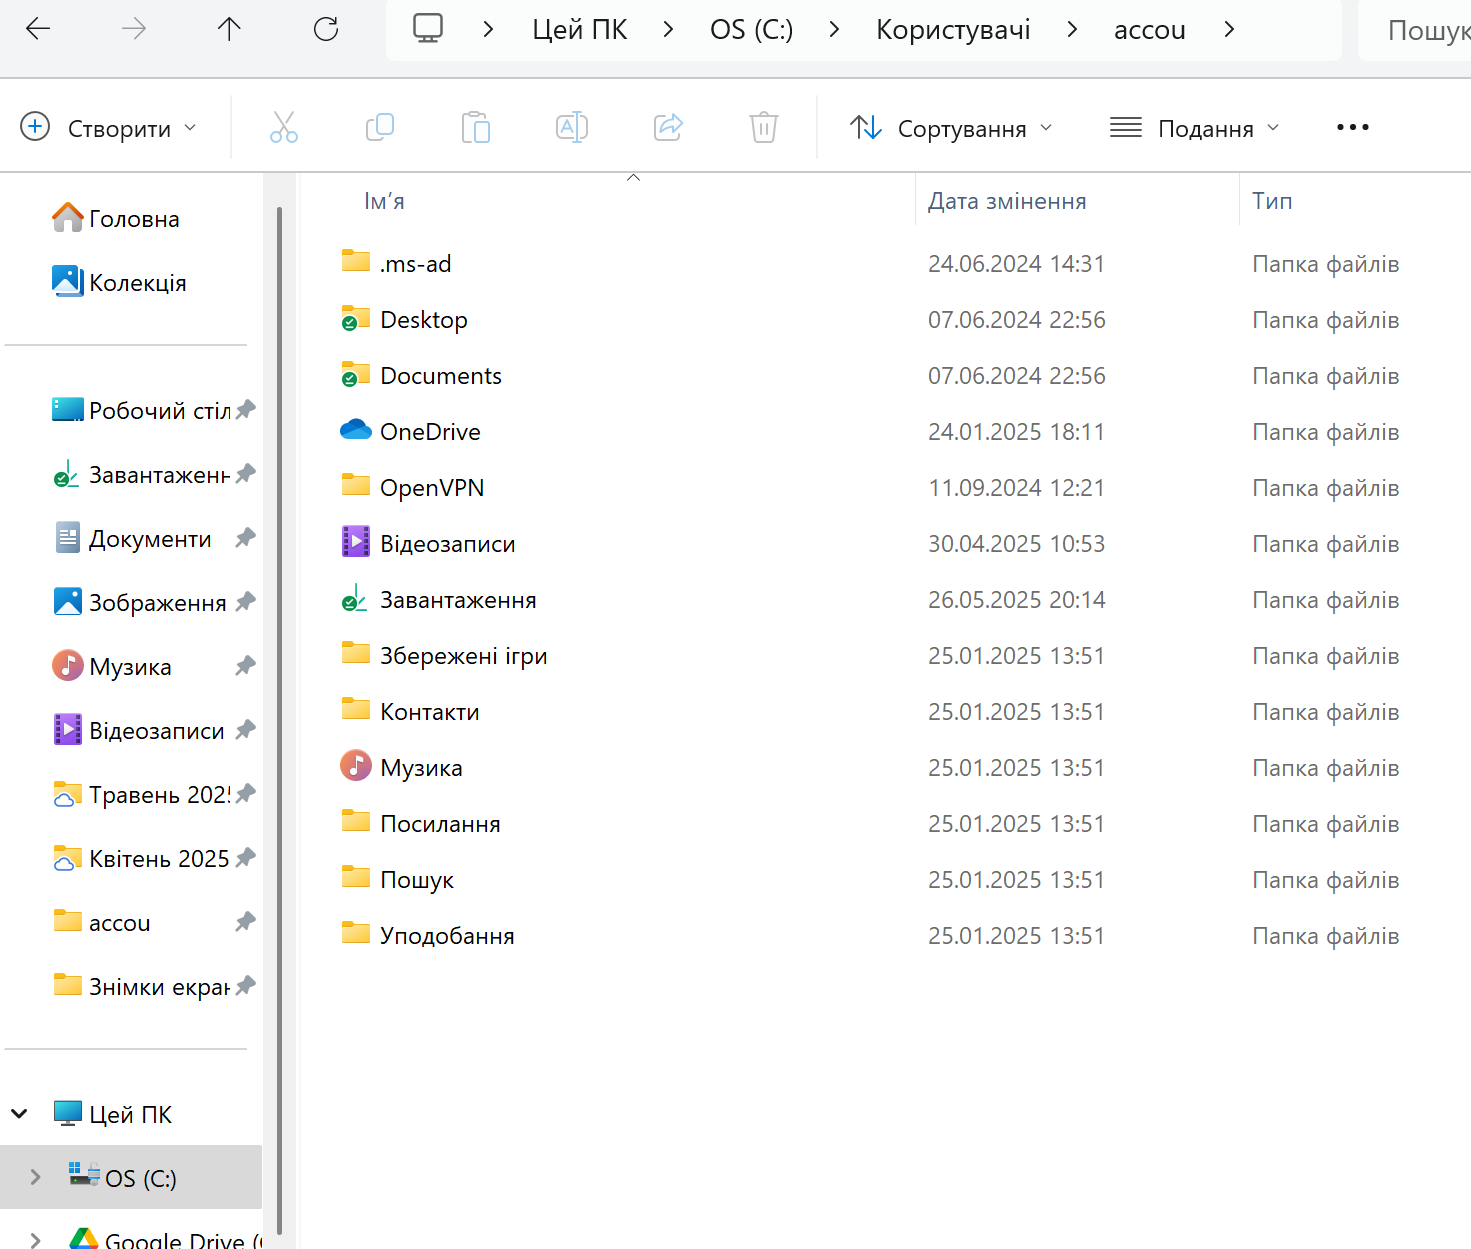 Цей ПК > OS (C:) > Користувачі > accou > Пошук
Створити Сортування Подання
Ім’я Дата змінення Тип
Головна
Колекція
Робочий стіл
Завантаженн
Документи
Зображення
Музика
Відеозаписи
Травень 2025
Квітень 2025
accou
Знімки екран
Цей ПК
OS (C:)
Google Drive (
.ms-ad 24.06.2024 14:31 Папка файлів
Desktop 07.06.2024 22:56 Папка файлів
Documents 07.06.2024 22:56 Папка файлів
OneDrive 24.01.2025 18:11 Папка файлів
OpenVPN 11.09.2024 12:21 Папка файлів
Відеозаписи 30.04.2025 10:53 Папка файлів
Завантаження 26.05.2025 20:14 Папка файлів
Збережені ігри 25.01.2025 13:51 Папка файлів
Контакти 25.01.2025 13:51 Папка файлів
Музика 25.01.2025 13:51 Папка файлів
Посилання 25.01.2025 13:51 Папка файлів
Пошук 25.01.2025 13:51 Папка файлів
Уподобання 25.01.2025 13:51 Папка файлів